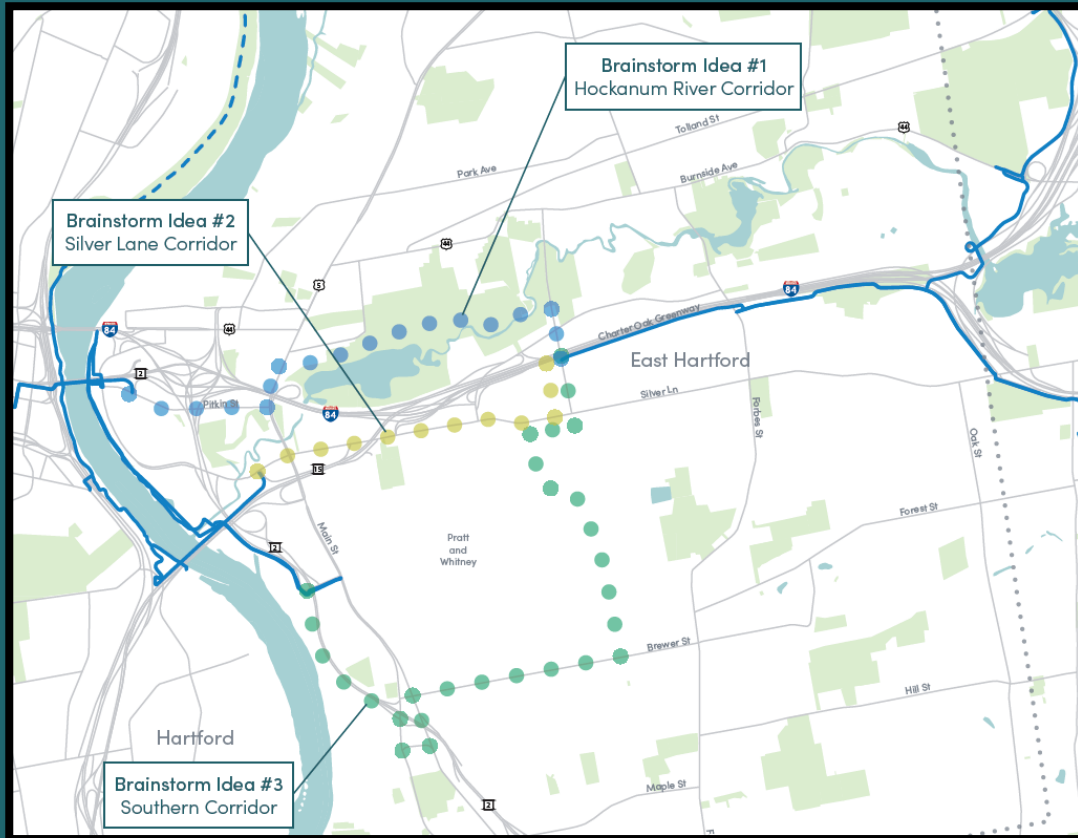 Brainstorm Idea #1
Hockanum River Corridor
Tolland St
44
Park Ave
Burnside Ave
Brainstorm Idea #2
Silver Lane Corridor
44
5
84
44
84
Charter Oak Greenway
2
East Hartford
Pitkin St
84
Silver Ln
Forbes St
Oak St
15
Forest St
Main St
Pratt
and
Whitney
2
Brewer St
Hill St
Hartford
Brainstorm Idea #3
Southern Corridor
Maple St
2